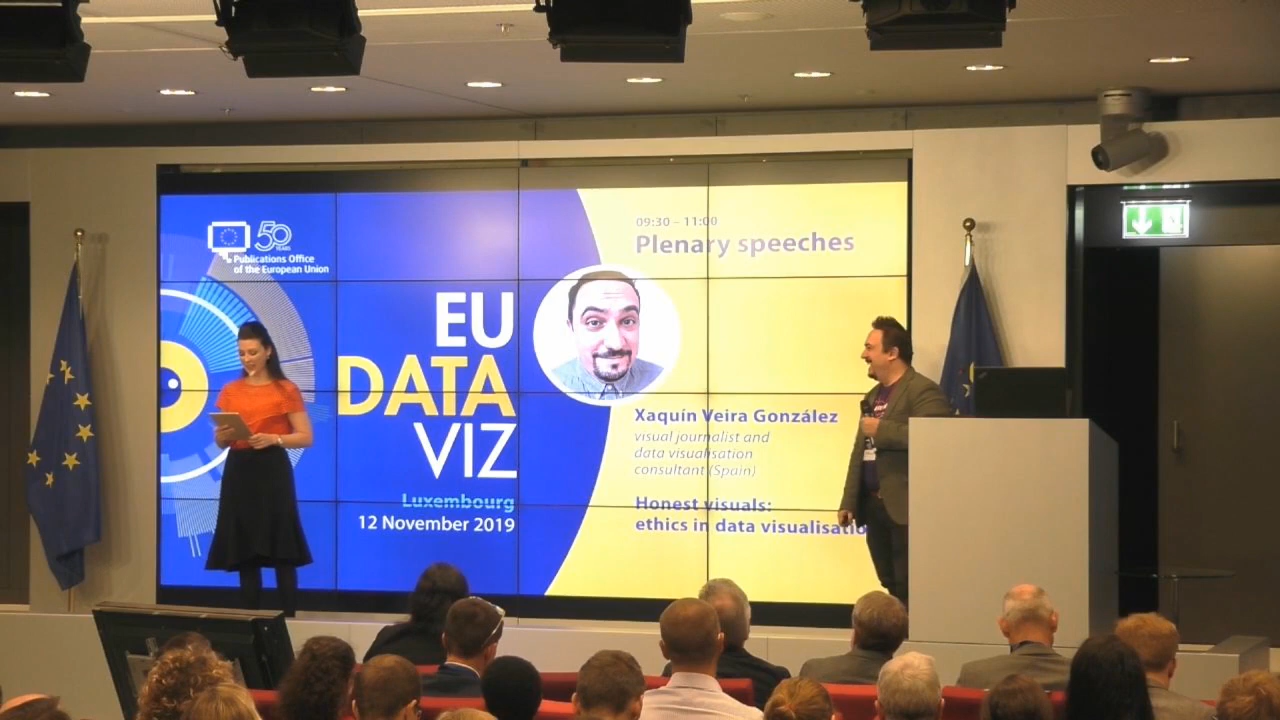 50
YEARS
Publications Office
of the European Union
EU
DATA
VIZ
Luxembourg
12 November 2019
09:30 – 11:00
Plenary speeches
Xaquín Veira González
visual journalist and
data visualisation
consultant (Spain)
Honest visuals:
ethics in data visualisatio